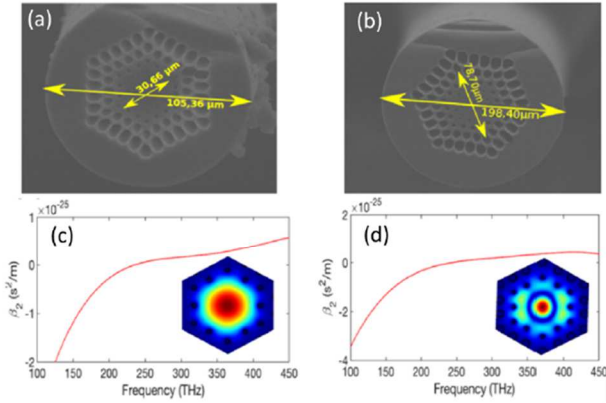 (a)
30,66 µm
105,36 µm
(b)
78,70µm
198,40µm
×10⁻²⁵
1
0
-1
-2
β₂ (s²/m)
(c)
100 150 200 250 300 350 400 450
Frequency (THz)
×10⁻²⁵
2
0
-2
-4
β₂ (s²/m)
(d)
100 150 200 250 300 350 400 450
Frequency (THz)